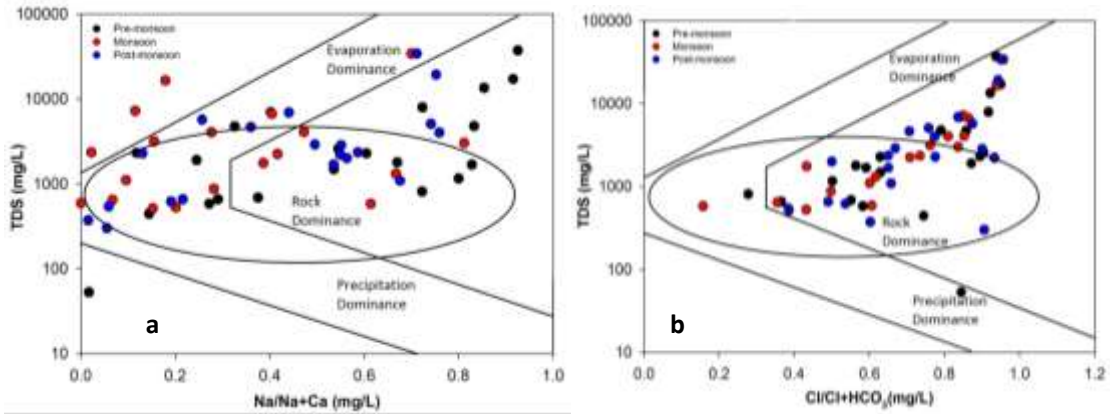 100000
10000
1000
100
10
TDS (mg/L)
Pre-monsoon
Monsoon
Post-monsoon
Evaporation
Dominance
Rock
Dominance
Precipitation
Dominance
a
0.0 0.2 0.4 0.6 0.8 1.0
Na/Na+Ca (mg/L)
100000
10000
1000
100
10
TDS (mg/L)
Pre-monsoon
Monsoon
Post-monsoon
Evaporation
Dominance
Rock
Dominance
Precipitation
Dominance
b
0.0 0.2 0.4 0.6 0.8 1.0 1.2
Cl/Cl+HCO₃(mg/L)